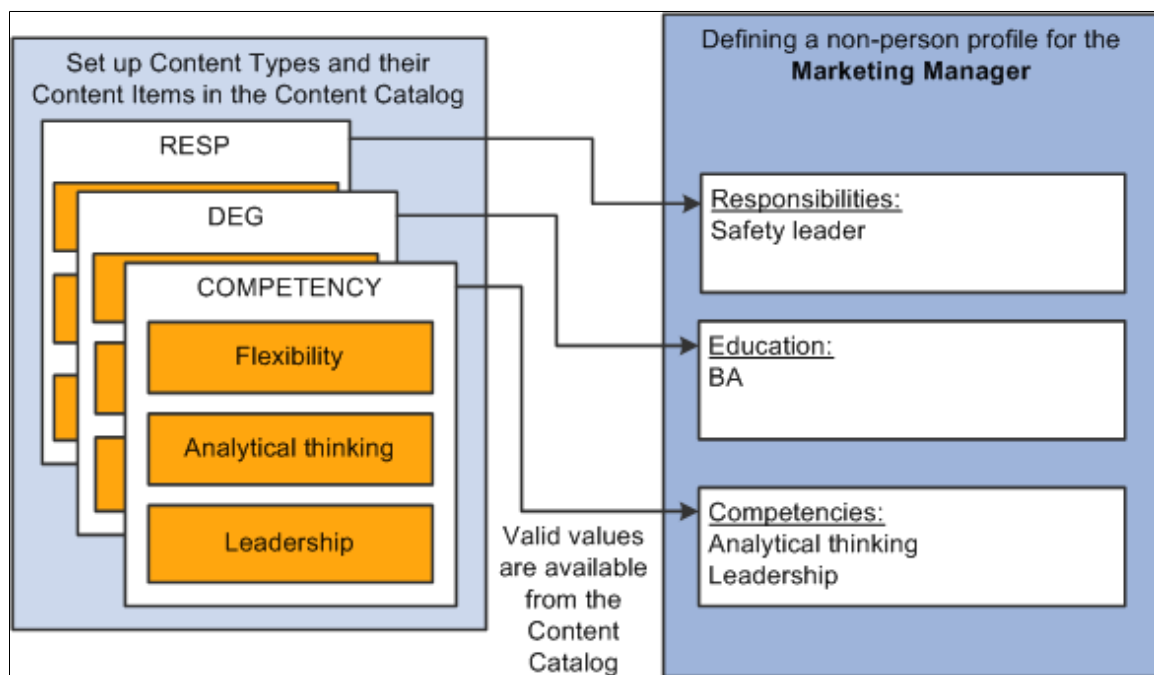 Set up Content Types and their
Content Items in the Content Catalog
RESP
DEG
COMPETENCY
Flexibility
Analytical thinking
Leadership
Valid values
are available
from the
Content
Catalog
Defining a non-person profile for the
Marketing Manager
Responsibilities:
Safety leader
Education:
BA
Competencies:
Analytical thinking
Leadership